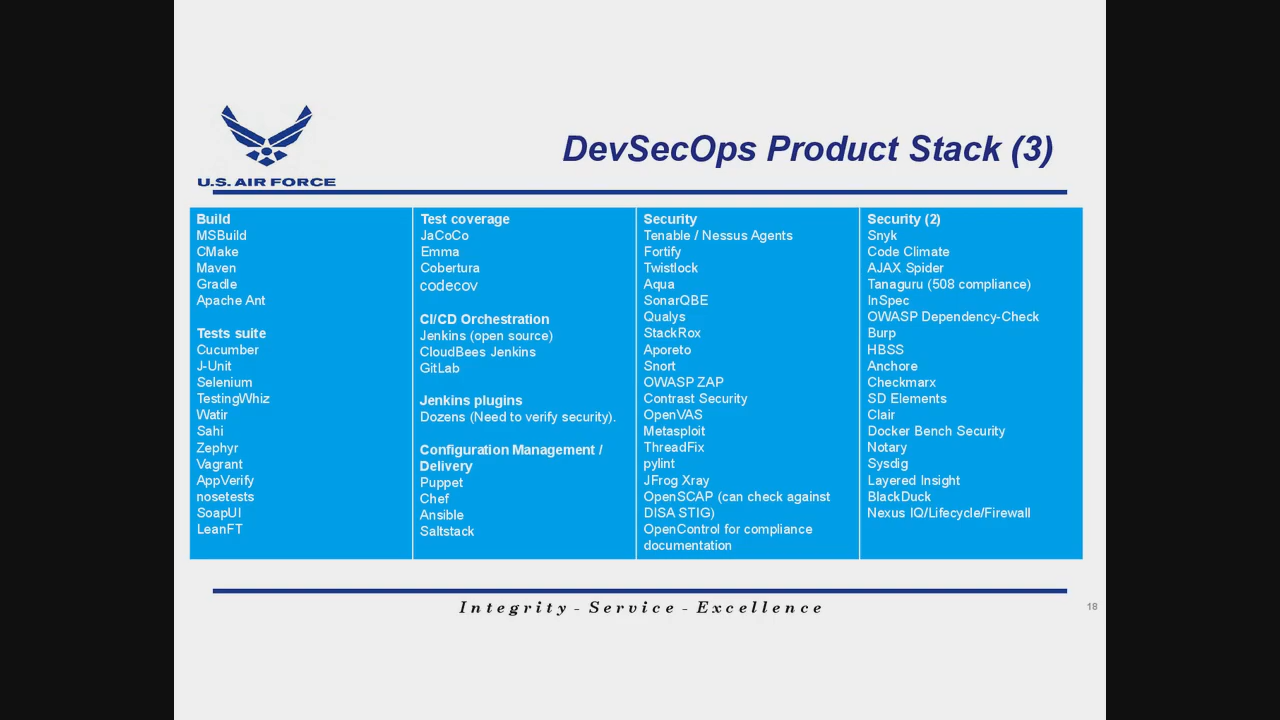 U.S. AIR FORCE
DevSecOps Product Stack (3)
Build
MSBuild
CMake
Maven
Gradle
Apache Ant
Tests suite
Cucumber
J-Unit
Selenium
TestingWhiz
Watir
Sahi
Zephyr
Vagrant
AppVerify
nosetests
SoapUI
LeanFT
Test coverage
JaCoCo
Emma
Cobertura
codecov
CI/CD Orchestration
Jenkins (open source)
CloudBees Jenkins
GitLab
Jenkins plugins
Dozens (Need to verify security).
Configuration Management /
Delivery
Puppet
Chef
Ansible
Saltstack
Security
Tenable / Nessus Agents
Fortify
Twistlock
Aqua
SonarQBE
Qualys
StackRox
Aporeto
Snort
OWASP ZAP
Contrast Security
OpenVAS
Metasploit
ThreadFix
pylint
JFrog Xray
OpenSCAP (can check against
DISA STIG)
OpenControl for compliance
documentation
Security (2)
Snyk
Code Climate
AJAX Spider
Tanaguru (508 compliance)
InSpec
OWASP Dependency-Check
Burp
HBSS
Anchore
Checkmarx
SD Elements
Clair
Docker Bench Security
Notary
Sysdig
Layered Insight
BlackDuck
Nexus IQ/Lifecycle/Firewall
Integrity - Service - Excellence
18